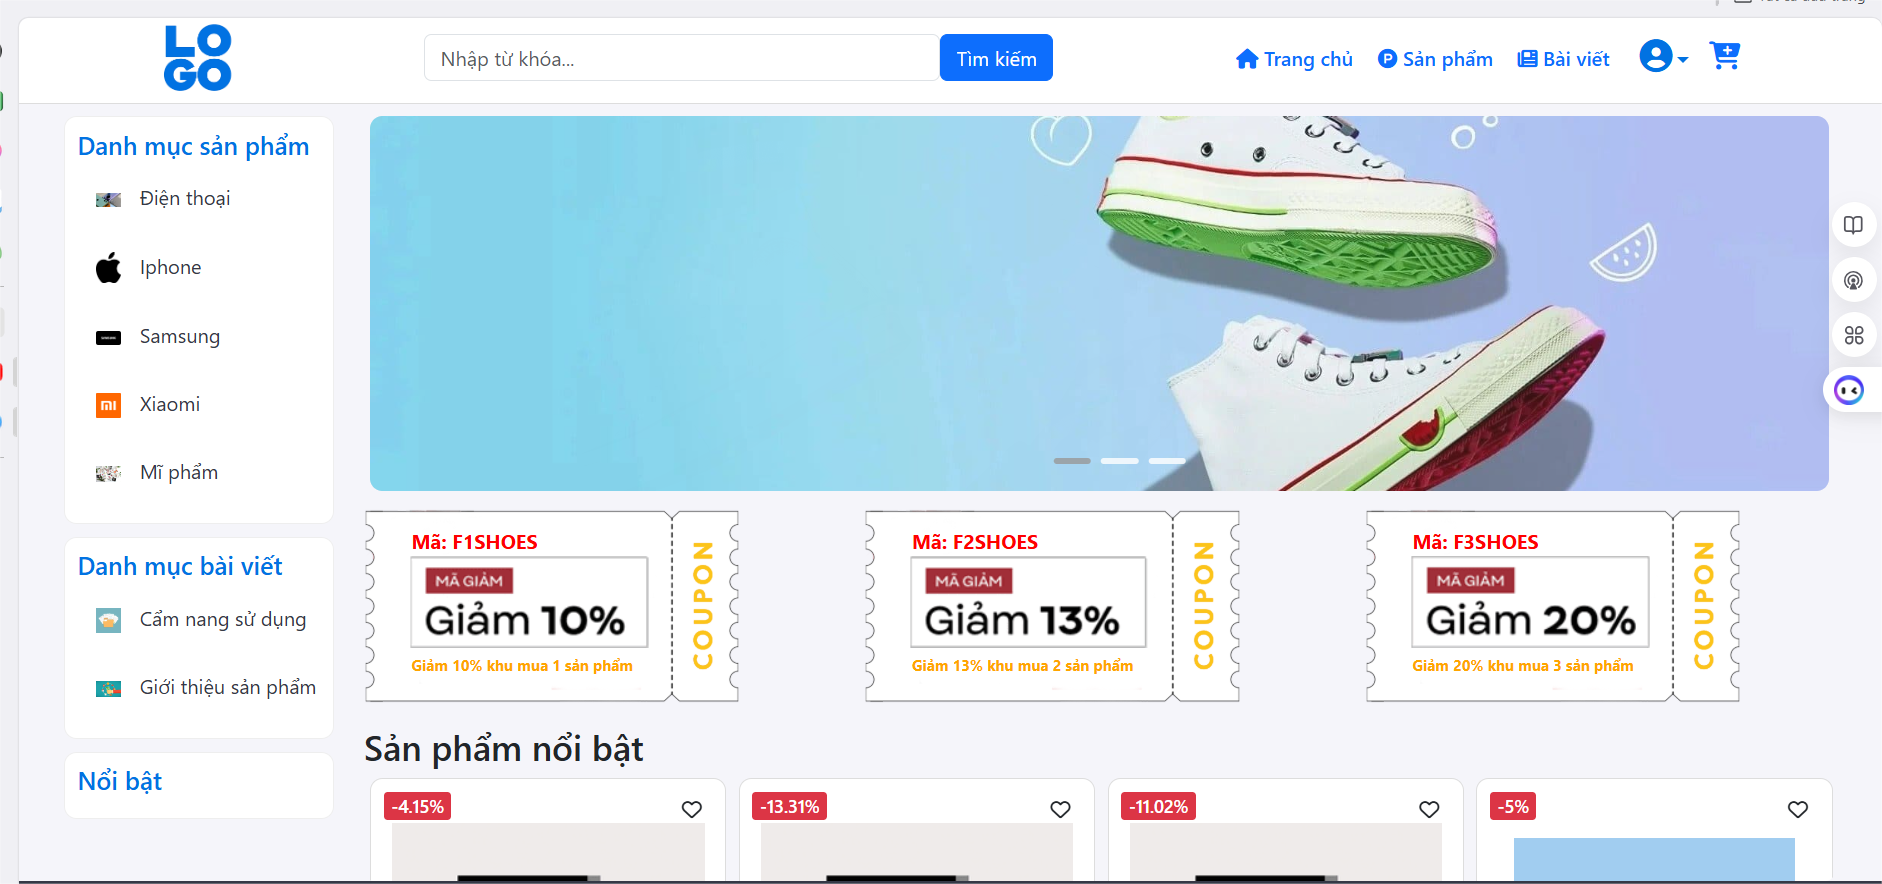 LO
GO
Nhập từ khóa...
Tìm kiếm
Trang chủ
Sản phẩm
Bài viết
Danh mục sản phẩm
Điện thoại
Iphone
Samsung
mi
Xiaomi
Mĩ phẩm
Danh mục bài viết
Cẩm nang sử dụng
Giới thiệu sản phẩm
Nổi bật
Mã: F1SHOES
MÃ GIẢM
Giảm 10%
Giảm 10% khu mua 1 sản phẩm
COUPON
Mã: F2SHOES
MÃ GIẢM
Giảm 13%
Giảm 13% khu mua 2 sản phẩm
COUPON
Mã: F3SHOES
MÃ GIẢM
Giảm 20%
Giảm 20% khu mua 3 sản phẩm
COUPON
Sản phẩm nổi bật
-4.15%
-13.31%
-11.02%
-5%